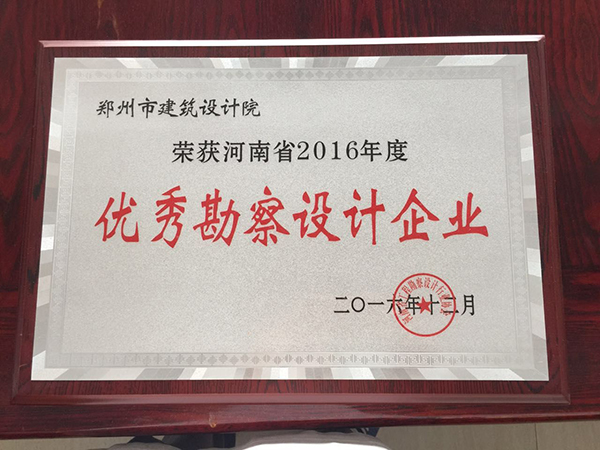 郑州市建筑设计院
荣获河南省2016年度
优秀勘察设计企业
二〇一六年十二月